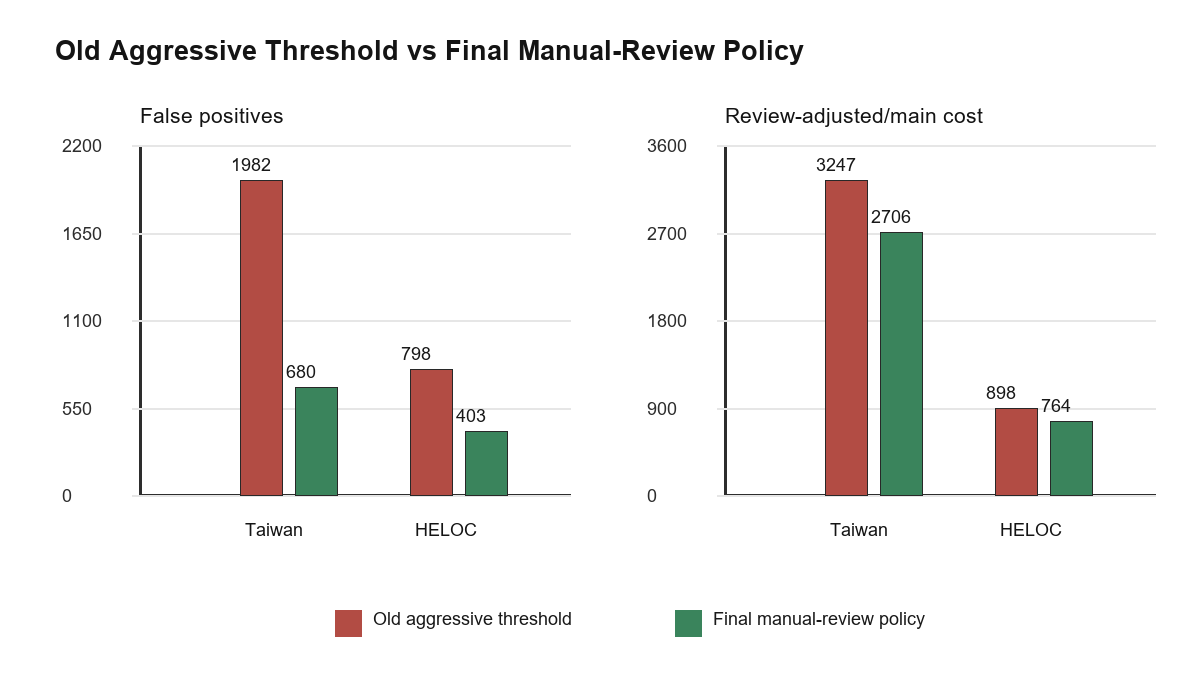 Old Aggressive Threshold vs Final Manual-Review Policy
False positives
2200
1650
1100
550
0
1982
680
798
403
Taiwan
HELOC
Review-adjusted/main cost
3600
2700
1800
900
0
3247
2706
898
764
Taiwan
HELOC
Old aggressive threshold
Final manual-review policy